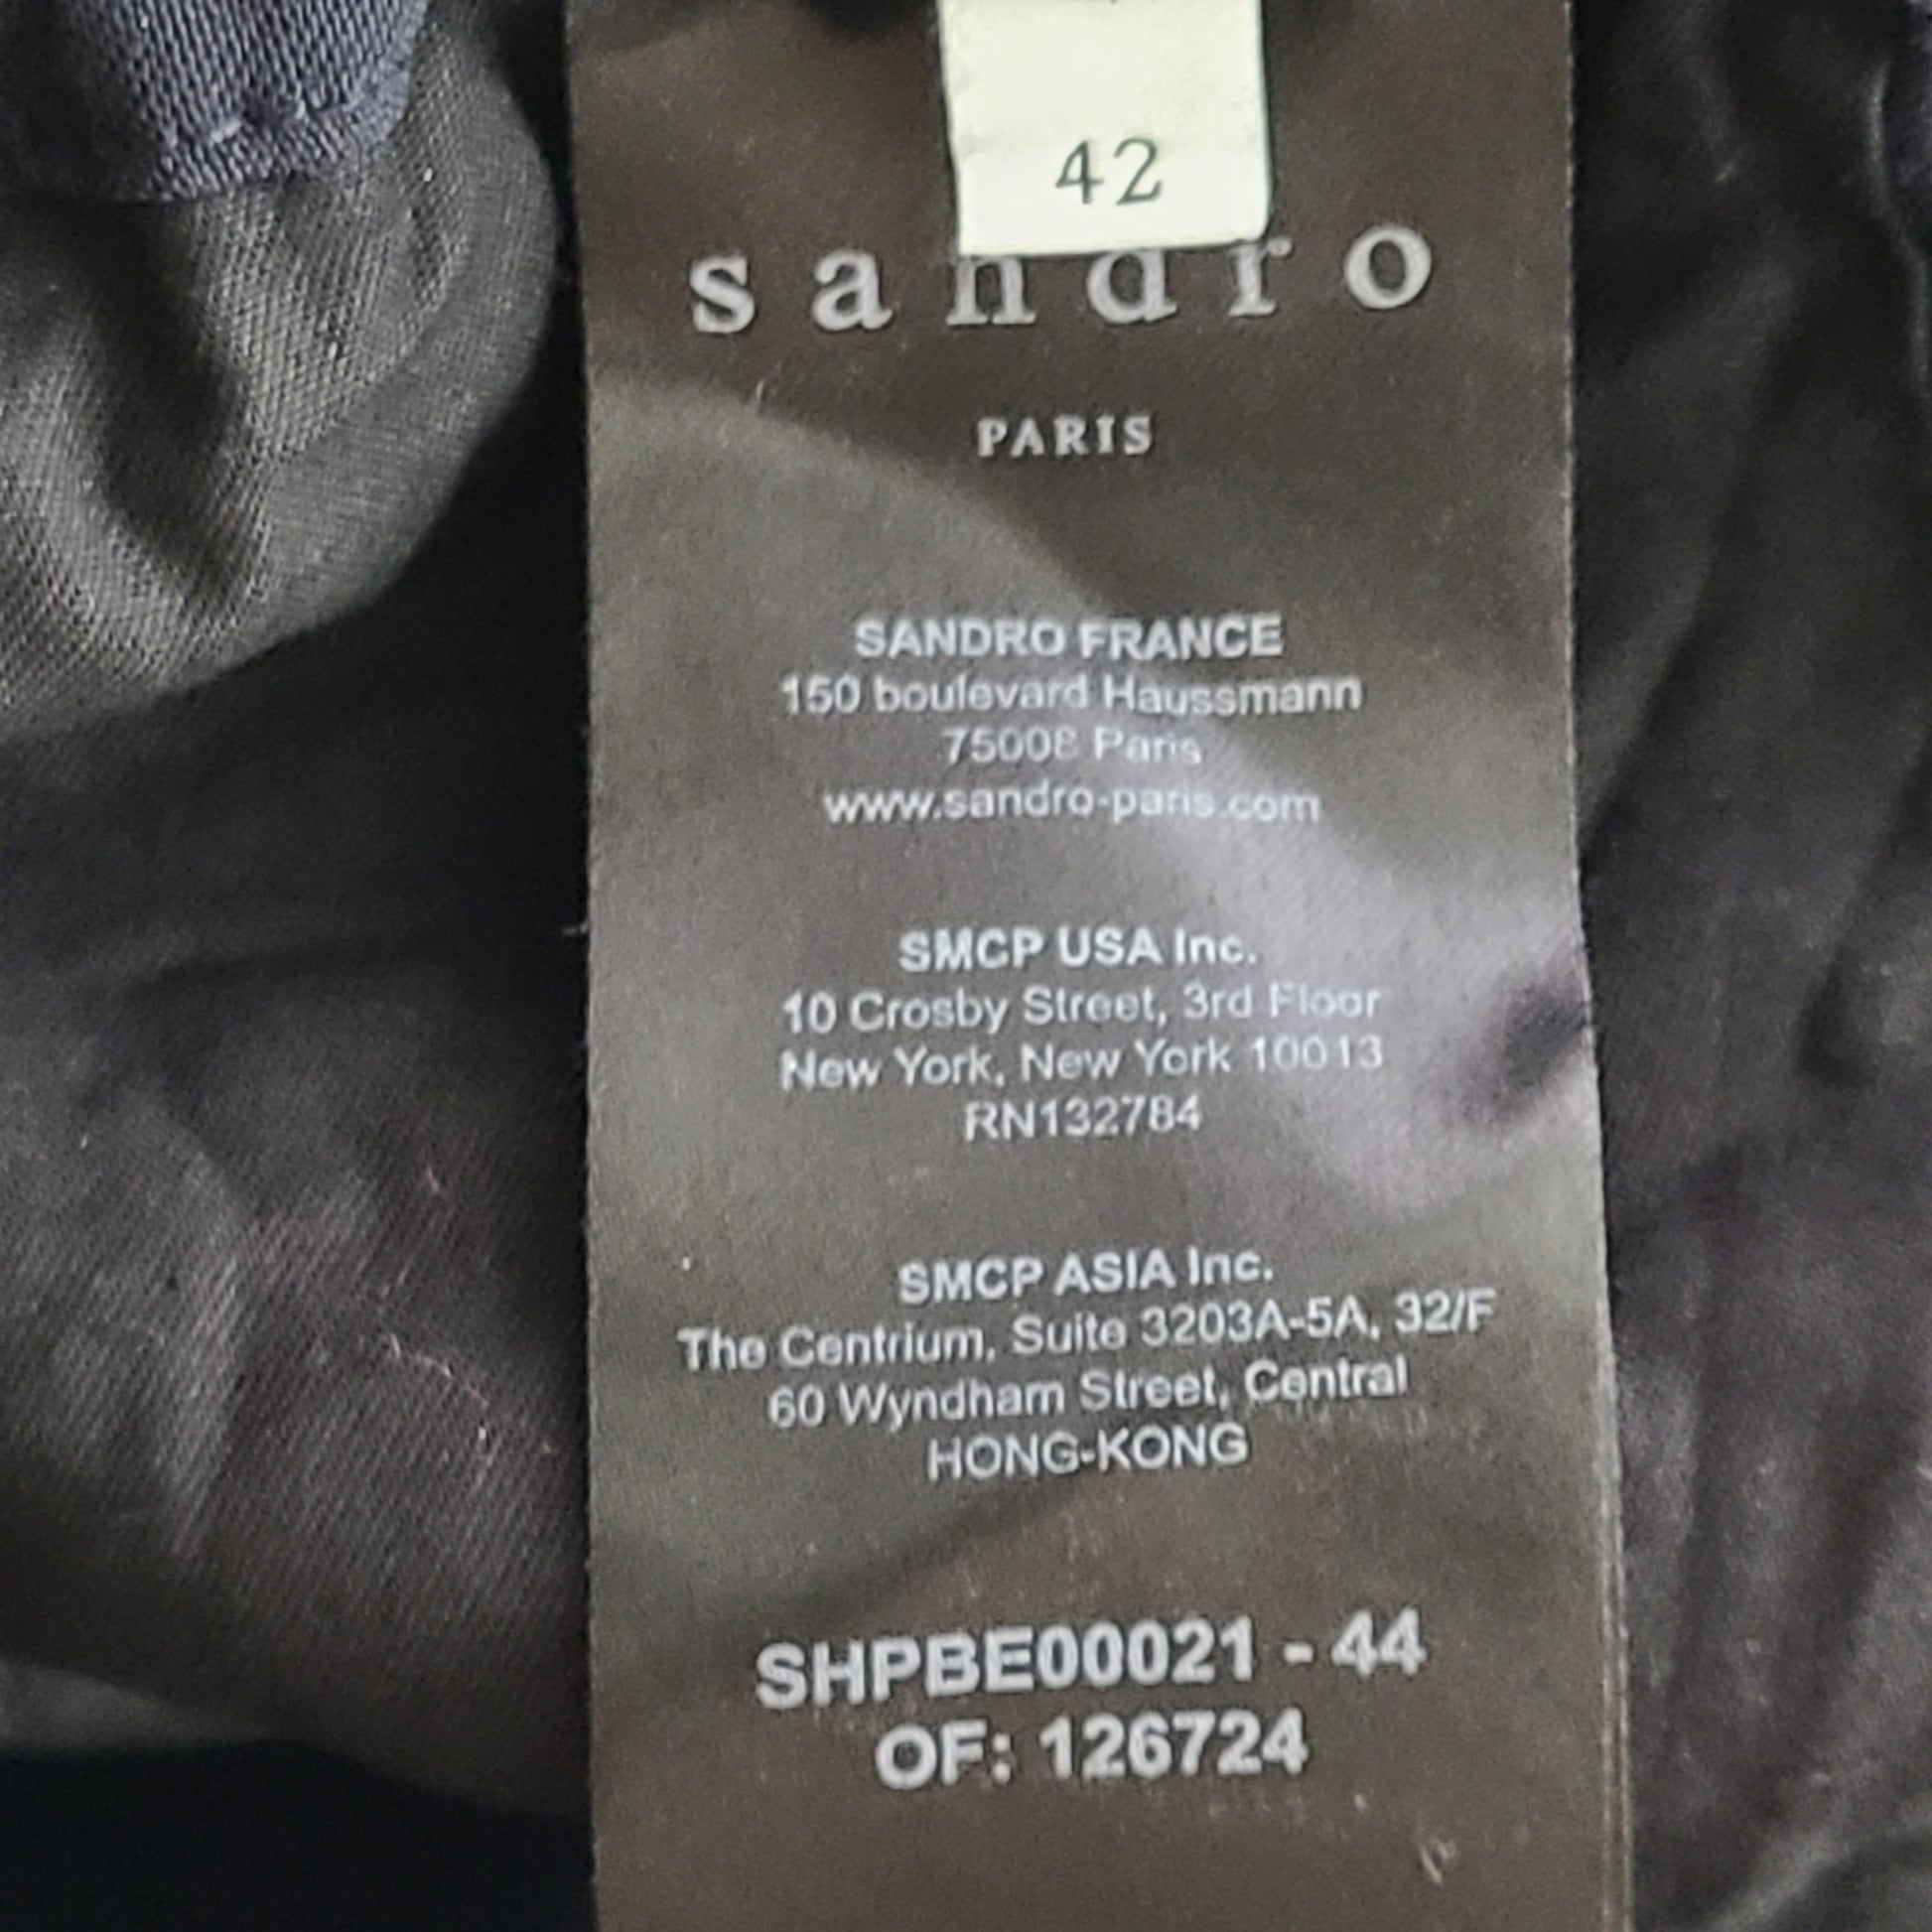 42
sandro
PARIS
SANDRO FRANCE
150 boulevard Haussmann
75008 Paris
www.sandro-paris.com
SMCP USA Inc.
10 Crosby Street, 3rd Floor
New York, New York 10013
RN132784
SMCP ASIA Inc.
The Centrium, Suite 3203A-5A, 32/F
60 Wyndham Street, Central
HONG-KONG
SHPBE00021 - 44
OF: 126724